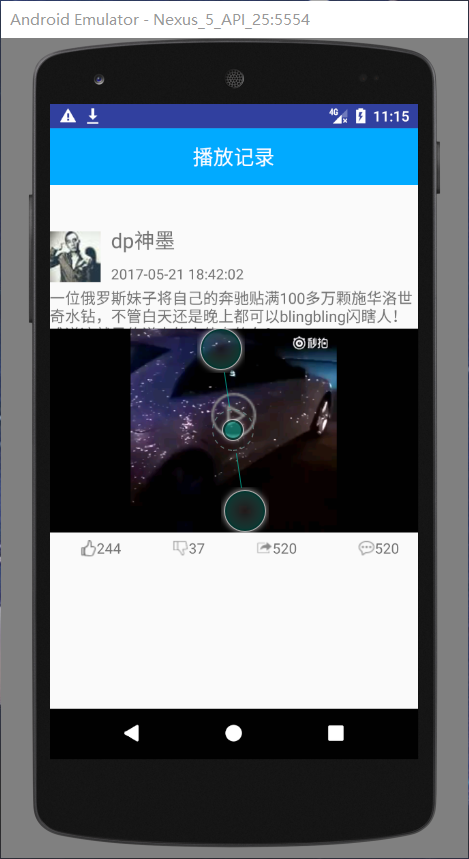 Android Emulator - Nexus_5_API_25:5554
4G
11:15
播放记录
dp神墨
2017-05-21 18:42:02
一位俄罗斯妹子将自己的奔驰贴满100多万颗施华洛世
奇水钻，不管白天还是晚上都可以blingbling闪瞎人！
秒拍
244
37
520
520